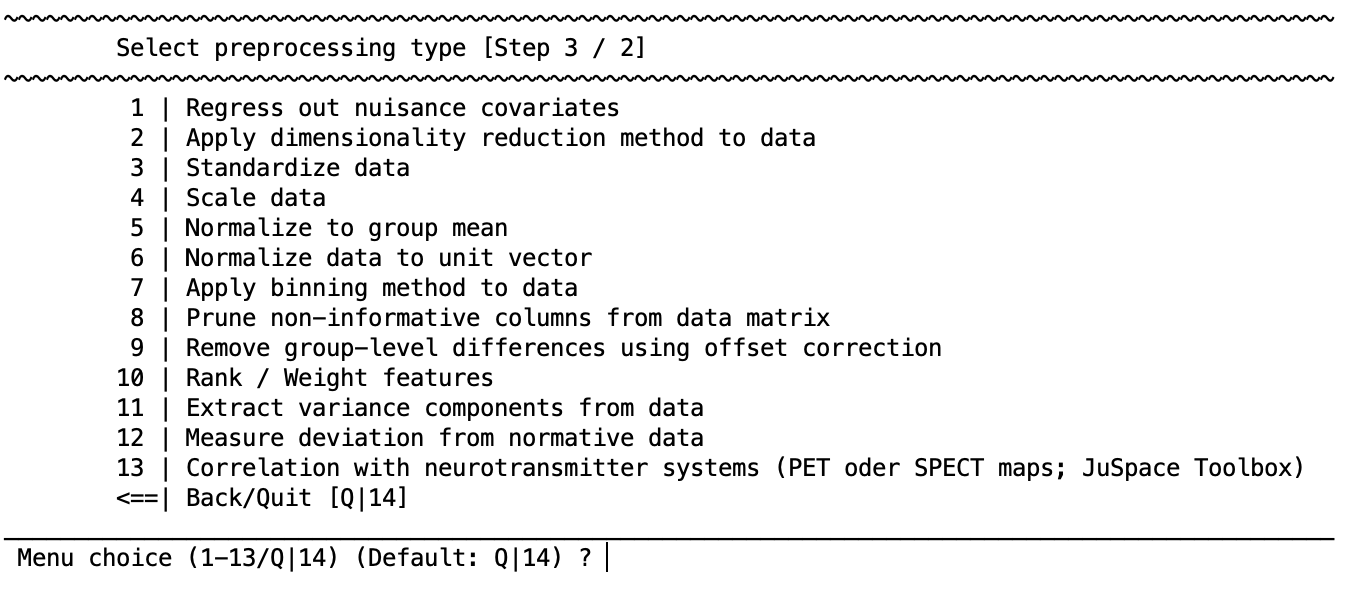 Select preprocessing type [Step 3 / 2]
1 | Regress out nuisance covariates
2 | Apply dimensionality reduction method to data
3 | Standardize data
4 | Scale data
5 | Normalize to group mean
6 | Normalize data to unit vector
7 | Apply binning method to data
8 | Prune non-informative columns from data matrix
9 | Remove group-level differences using offset correction
10 | Rank / Weight features
11 | Extract variance components from data
12 | Measure deviation from normative data
13 | Correlation with neurotransmitter systems (PET oder SPECT maps; JuSpace Toolbox)
<==| Back/Quit [Q|14]
Menu choice (1-13/Q|14) (Default: Q|14) ?